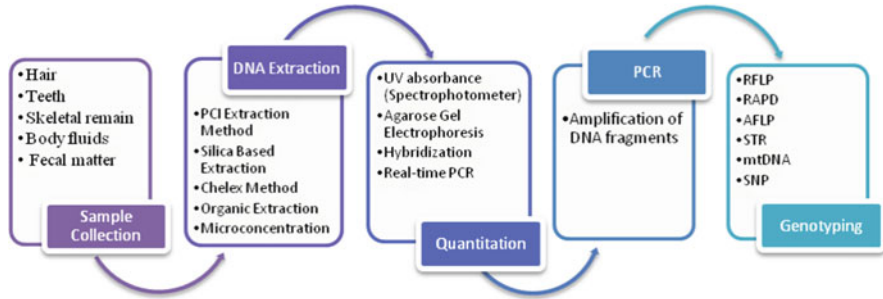 •Hair
•Teeth
•Skeletal remain
•Body fluids
• Fecal matter
Sample
Collection
DNA Extraction
•PCI Extraction
Method
•Silica Based
Extraction
•Chelex Method
•Organic Extraction
•Microconcentration
•UV absorbance
(Spectrophotometer)
•Agarose Gel
Electrophoresis
•Hybridization
•Real-time PCR
Quantitation
PCR
•Amplification of
DNA fragments
•RFLP
•RAPD
•AFLP
•STR
•mtDNA
•SNP
Genotyping